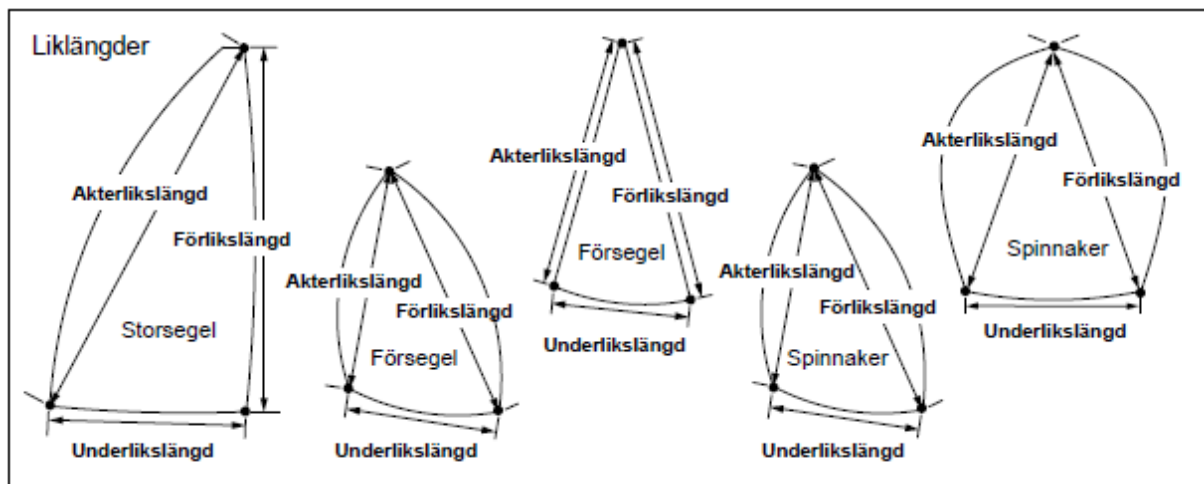 Liklängder
Akterlikslängd
Förlikslängd
Storsegel
Underlikslängd
Akterlikslängd
Förlikslängd
Försegel
Underlikslängd
Akterlikslängd
Förlikslängd
Försegel
Underlikslängd
Akterlikslängd
Förlikslängd
Spinnaker
Underlikslängd
Akterlikslängd
Förlikslängd
Spinnaker
Underlikslängd